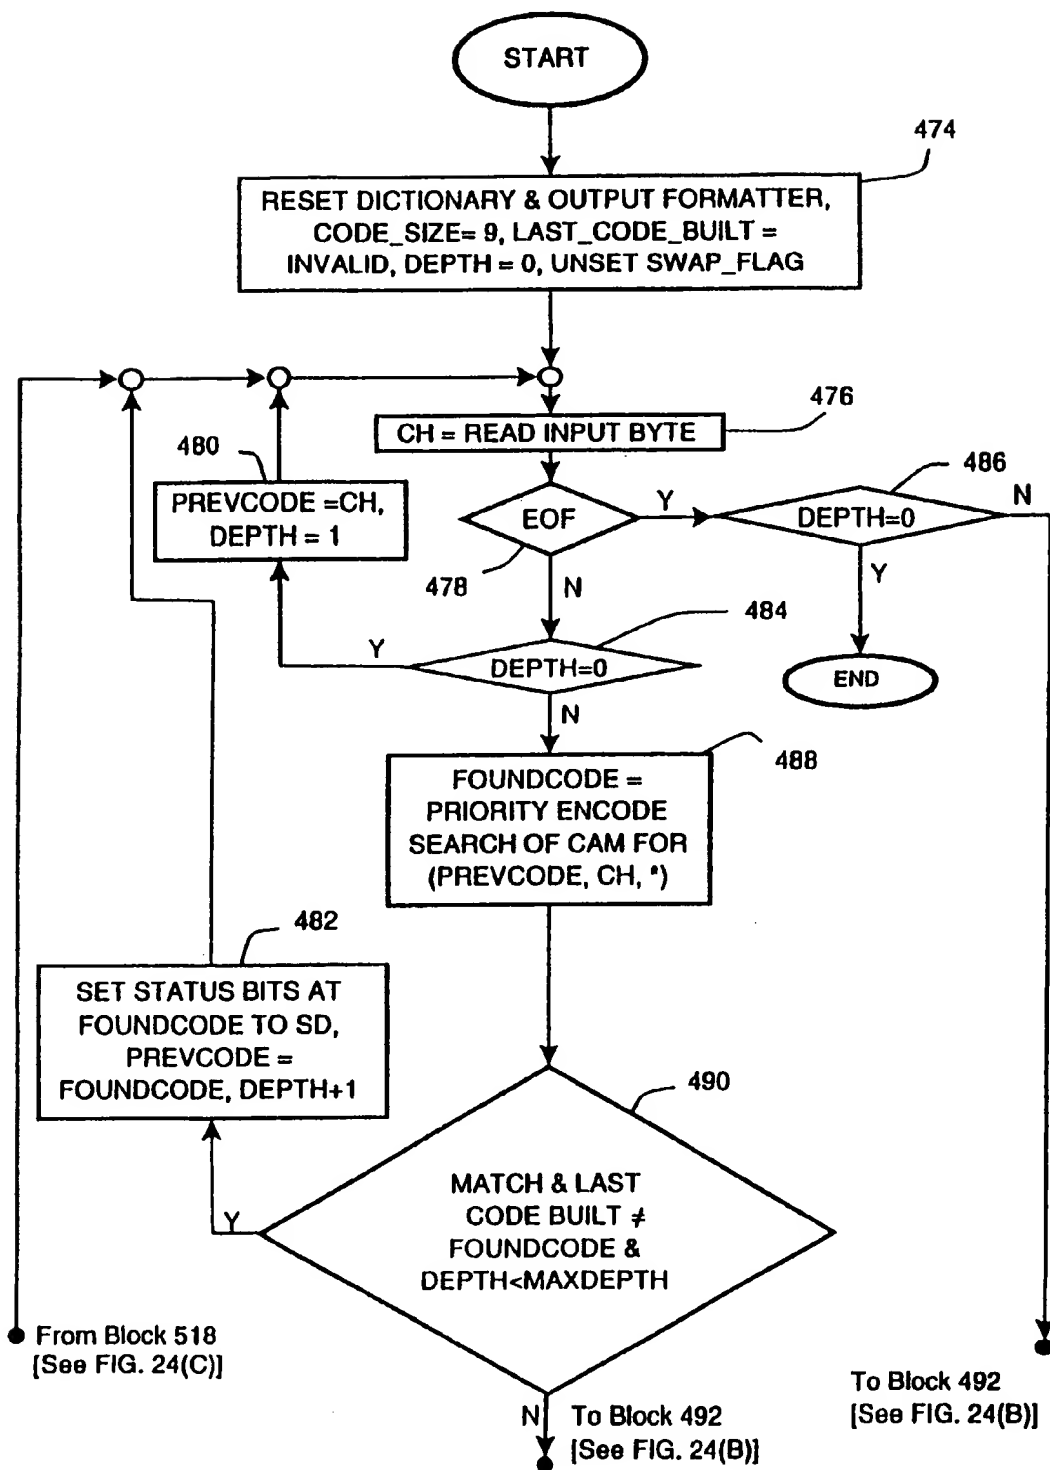 START
474
RESET DICTIONARY & OUTPUT FORMATTER,
CODE_SIZE= 9, LAST_CODE_BUILT =
INVALID, DEPTH = 0, UNSET SWAP_FLAG
476
CH = READ INPUT BYTE
480
PREVCODE =CH,
DEPTH = 1
EOF
Y
486
DEPTH=0
N
478
N
Y
484
Y
DEPTH=0
END
N
488
FOUNDCODE =
PRIORITY ENCODE
SEARCH OF CAM FOR
(PREVCODE, CH, *)
482
SET STATUS BITS AT
FOUNDCODE TO SD,
PREVCODE =
FOUNDCODE, DEPTH+1
490
MATCH & LAST
CODE BUILT ≠
FOUNDCODE &
DEPTH<MAXDEPTH
Y
From Block 518
[See FIG. 24(C)]
N
To Block 492
[See FIG. 24(B)]
To Block 492
[See FIG. 24(B)]